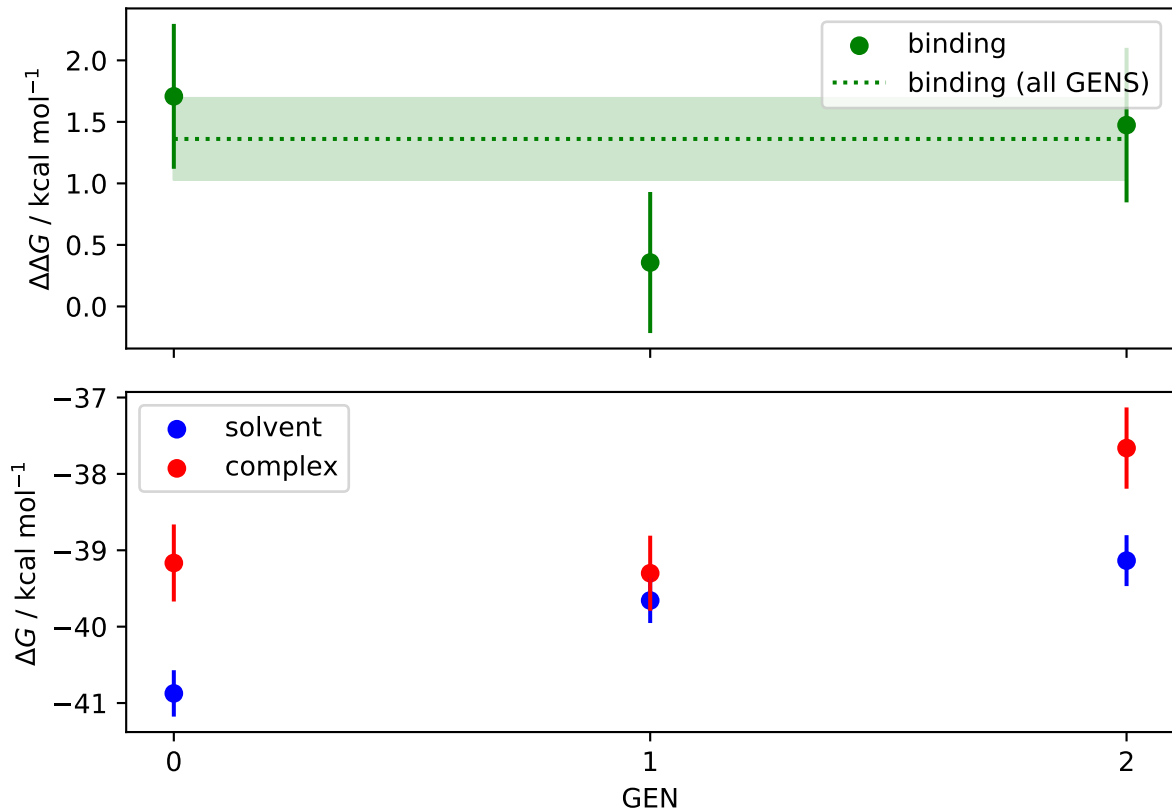 binding
binding (all GENS)
ΔΔG / kcal mol⁻¹
2.0
1.5
1.0
0.5
0.0
solvent
complex
ΔG / kcal mol⁻¹
−37
−38
−39
−40
−41
0
1
2
GEN